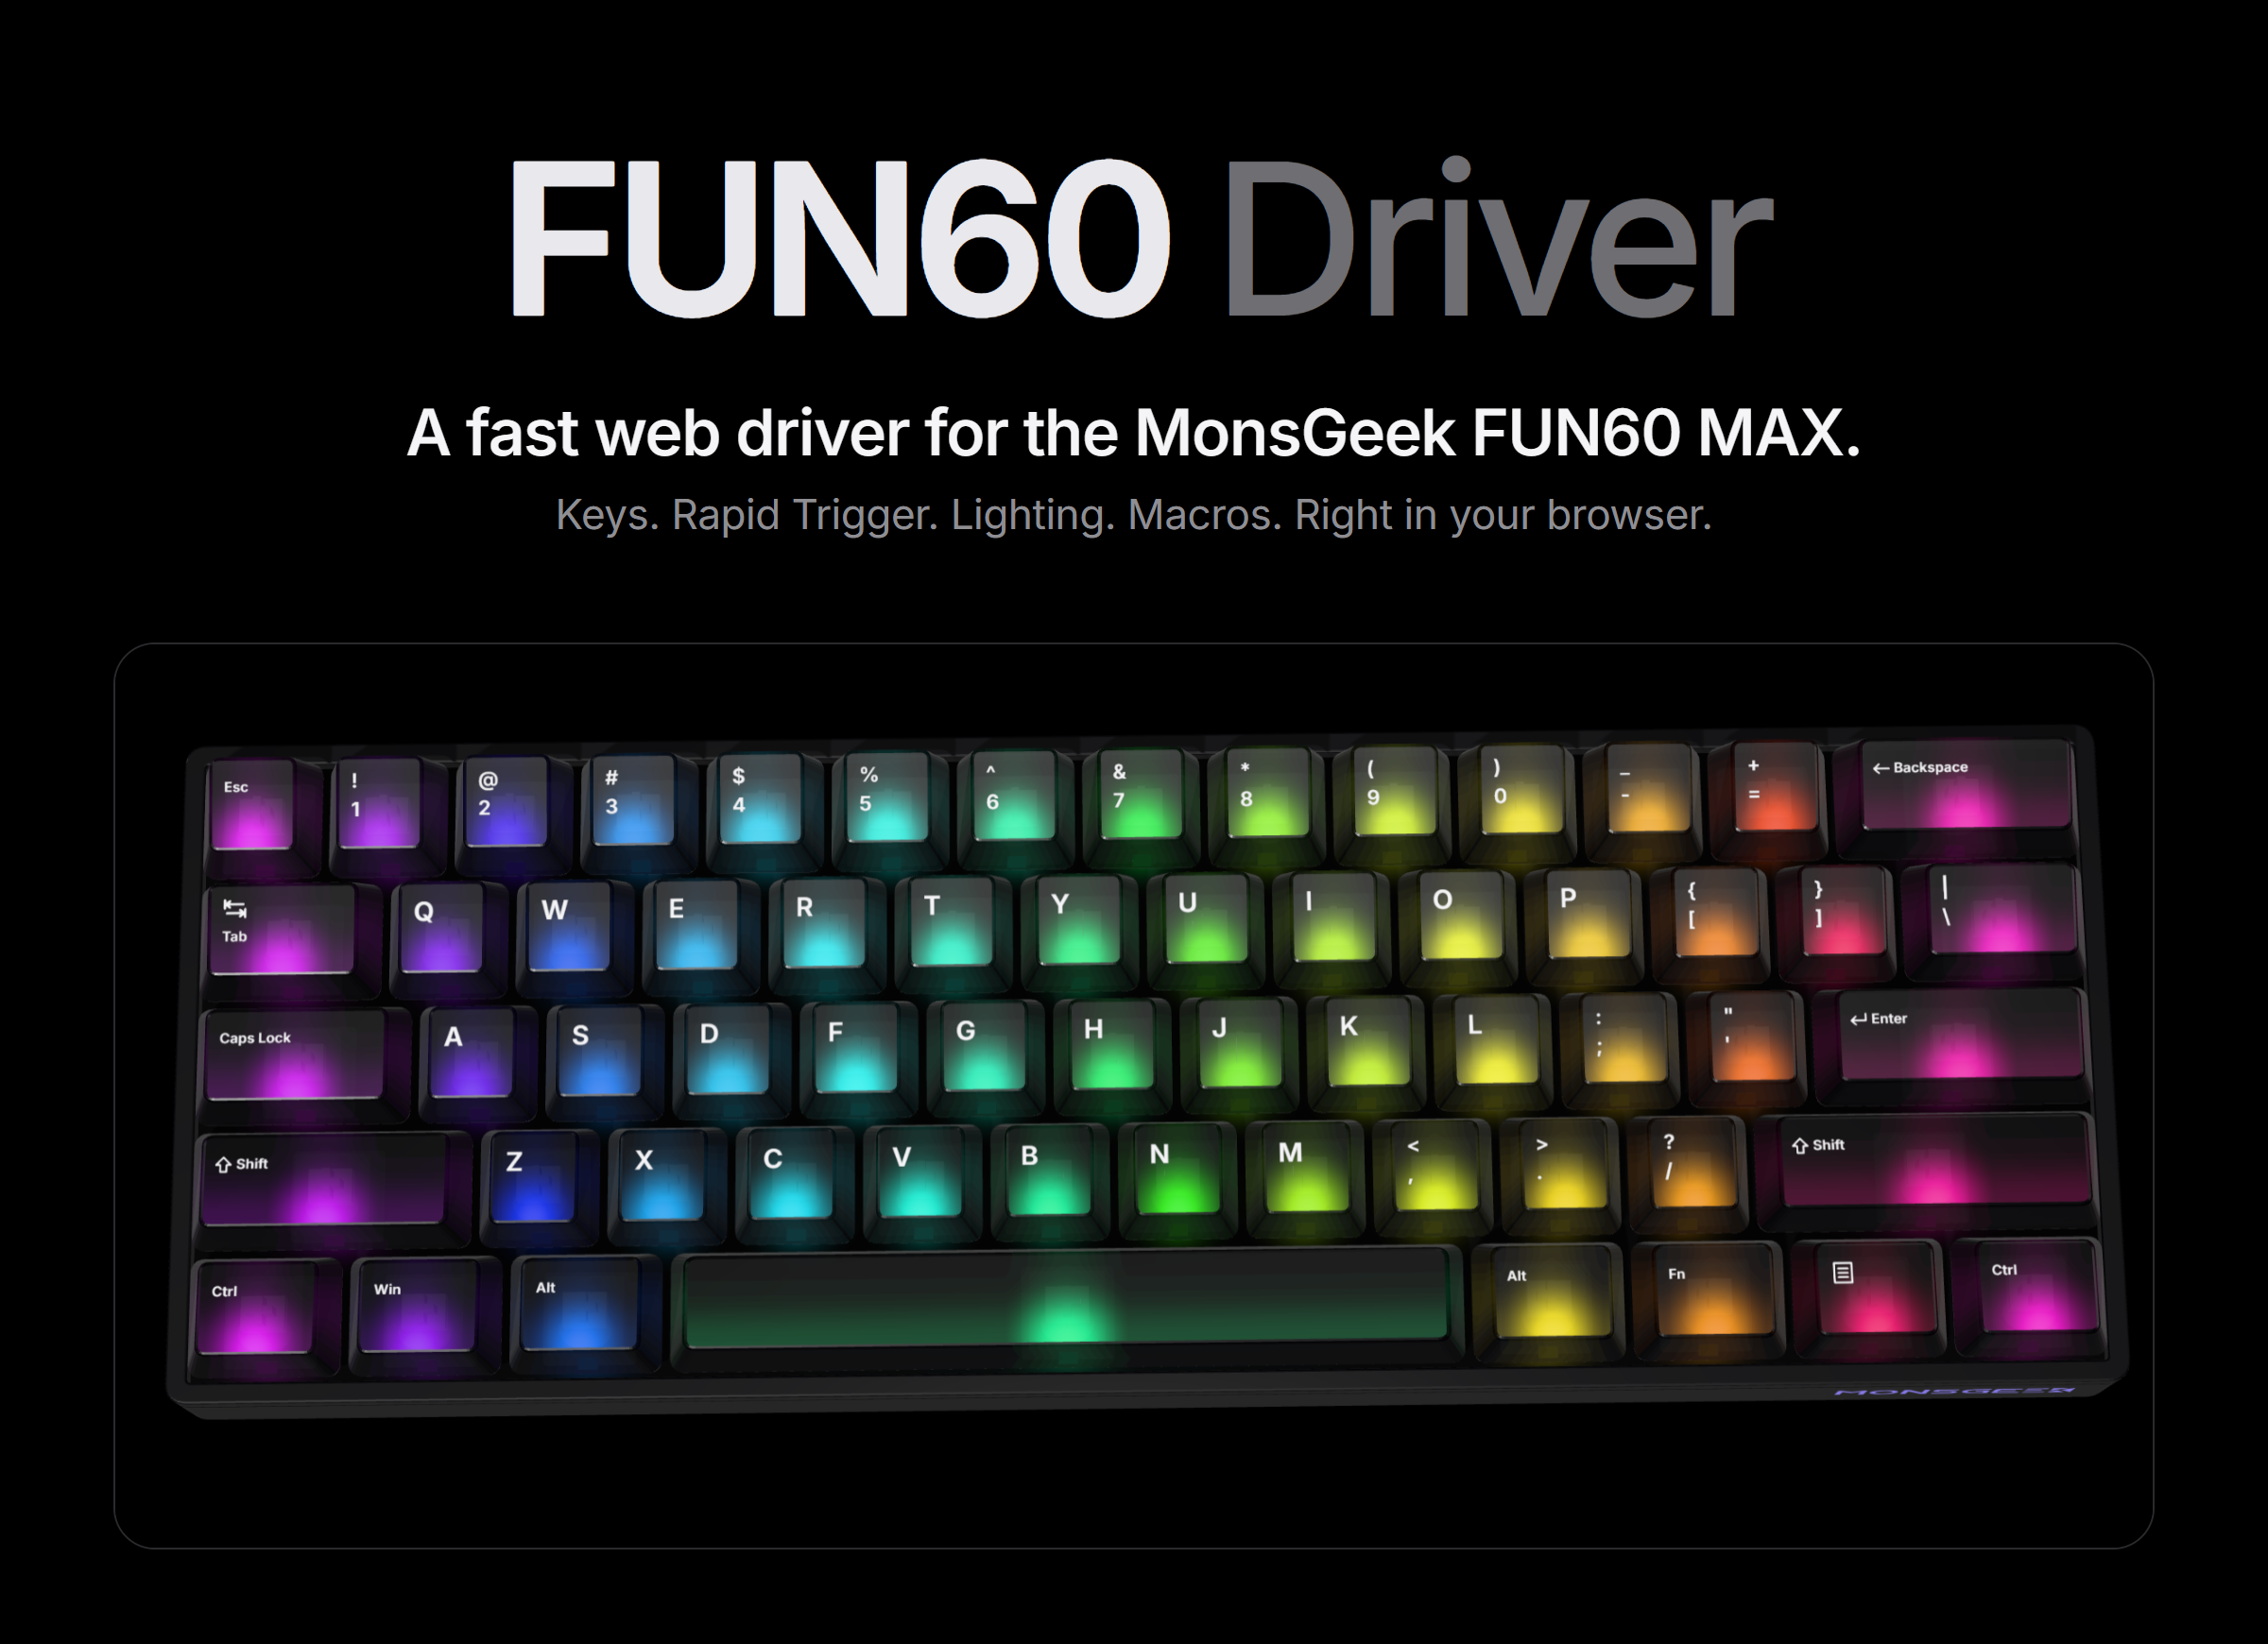 FUN60 Driver
A fast web driver for the MonsGeek FUN60 MAX.
Keys. Rapid Trigger. Lighting. Macros. Right in your browser.
Esc ! 1 @ 2 # 3 $ 4 % 5 ^ 6 & 7 * 8 ( 9 ) 0 _ - + = ← Backspace
Tab Q W E R T Y U I O P { [ } ] | \
Caps Lock A S D F G H J K L : ; " ' Enter
Shift Z X C V B N M < , > . ? / Shift
Ctrl Win Alt Alt Fn Ctrl
MONSGEEK